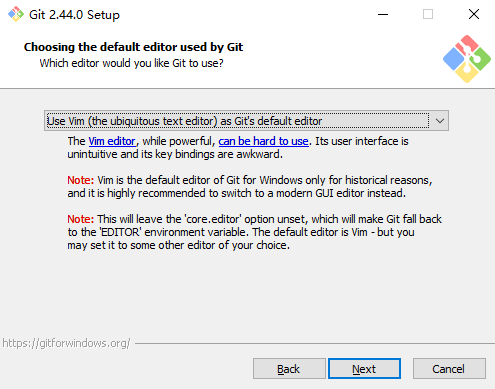 Git 2.44.0 Setup
Choosing the default editor used by Git
Which editor would you like Git to use?
Use Vim (the ubiquitous text editor) as Git's default editor
The Vim editor, while powerful, can be hard to use. Its user interface is
unintuitive and its key bindings are awkward.
Note: Vim is the default editor of Git for Windows only for historical reasons,
and it is highly recommended to switch to a modern GUI editor instead.
Note: This will leave the 'core.editor' option unset, which will make Git fall back
to the 'EDITOR' environment variable. The default editor is Vim - but you
may set it to some other editor of your choice.
https://gitforwindows.org/
Back Next Cancel